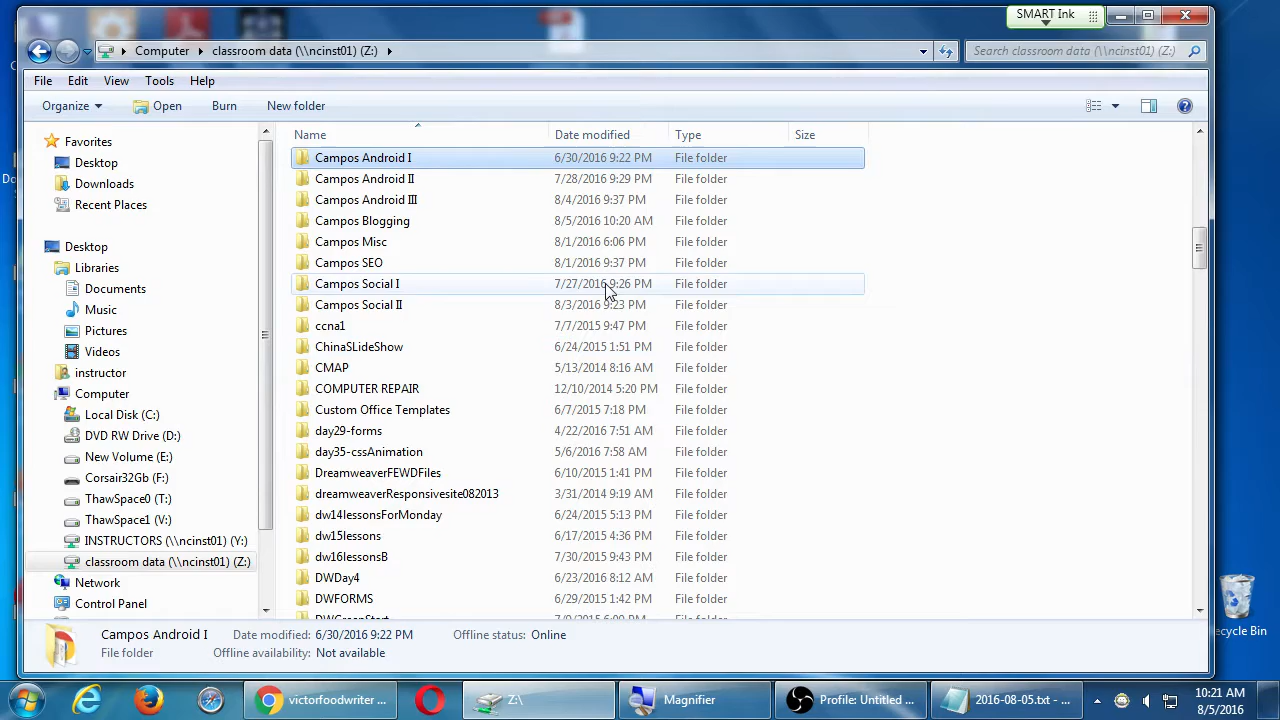 SMART Ink
Computer classroom data (\\ncinst01) (Z:)
Search classroom data (\\ncinst01) (Z:)
File Edit View Tools Help
Organize Open Burn New folder
Name Date modified Type Size
Favorites
Desktop
Downloads
Recent Places
Desktop
Libraries
Documents
Music
Pictures
Videos
instructor
Computer
Local Disk (C:)
DVD RW Drive (D:)
New Volume (E:)
Corsair32Gb (F:)
ThawSpace0 (T:)
ThawSpace1 (V:)
INSTRUCTORS (\\ncinst01) (Y:)
classroom data (\\ncinst01) (Z:)
Network
Control Panel
Campos Android I 6/30/2016 9:22 PM File folder
Campos Android II 7/28/2016 9:29 PM File folder
Campos Android III 8/4/2016 9:37 PM File folder
Campos Blogging 8/5/2016 10:20 AM File folder
Campos Misc 8/1/2016 6:06 PM File folder
Campos SEO 8/1/2016 9:37 PM File folder
Campos Social I 7/27/2016 9:26 PM File folder
Campos Social II 8/3/2016 9:23 PM File folder
ccna1 7/7/2015 9:47 PM File folder
ChinaSLideShow 6/24/2015 1:51 PM File folder
CMAP 5/13/2014 8:16 AM File folder
COMPUTER REPAIR 12/10/2014 5:20 PM File folder
Custom Office Templates 6/7/2015 7:18 PM File folder
day29-forms 4/22/2016 7:51 AM File folder
day35-cssAnimation 5/6/2016 7:58 AM File folder
DreamweaverFEWDFiles 6/10/2015 1:41 PM File folder
dreamweaverResponsivesite082013 3/31/2014 9:19 AM File folder
dw14lessonsForMonday 6/24/2015 5:13 PM File folder
dw15lessons 6/17/2015 4:36 PM File folder
dw16lessonsB 7/30/2015 9:43 PM File folder
DWDay4 6/23/2016 8:12 AM File folder
DWFORMS 6/29/2015 1:42 PM File folder
Campos Android I Date modified: 6/30/2016 9:22 PM Offline status: Online
File folder Offline availability: Not available
ecycle Bin
victorfoodwriter ... Z:\ Magnifier Profile: Untitled ... 2016-08-05.txt - ...
10:21 AM
8/5/2016